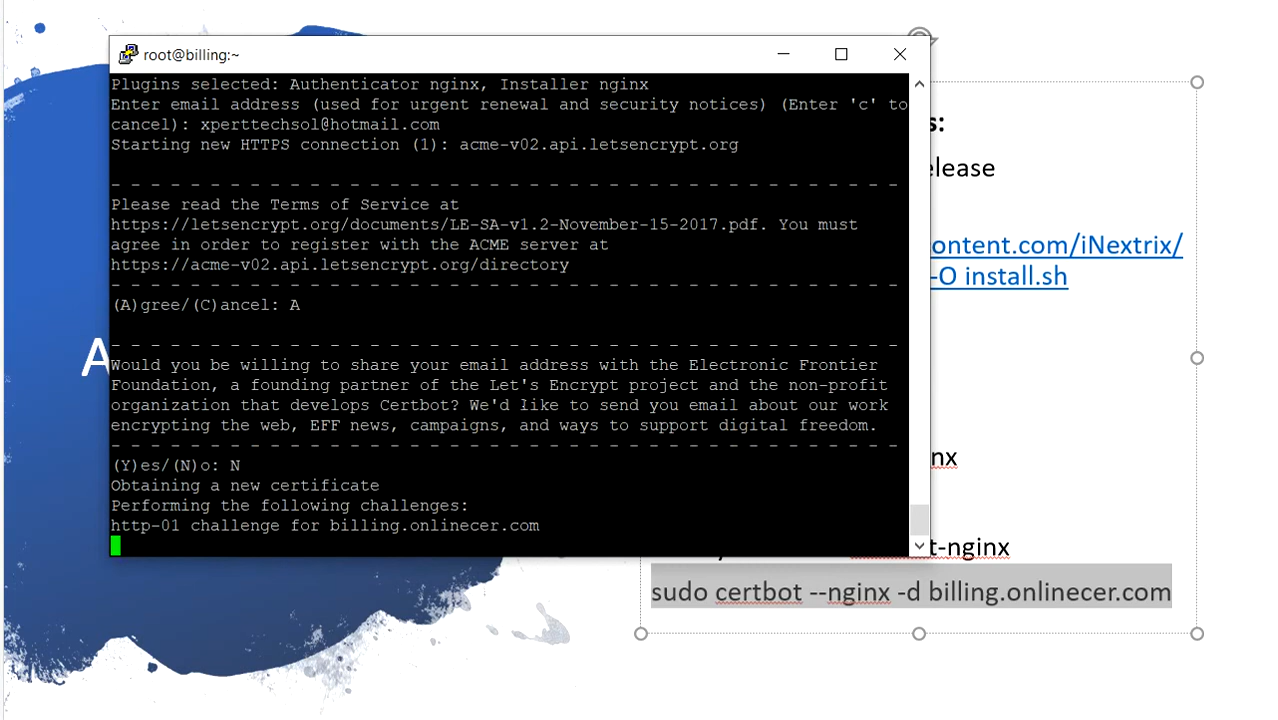 root@billing:~
Plugins selected: Authenticator nginx, Installer nginx
Enter email address (used for urgent renewal and security notices) (Enter 'c' to
cancel): xperttechsol@hotmail.com
Starting new HTTPS connection (1): acme-v02.api.letsencrypt.org
- - - - - - - - - - - - - - - - - - - - - - - - - - - - - - - - - - - - - - - -
Please read the Terms of Service at
https://letsencrypt.org/documents/LE-SA-v1.2-November-15-2017.pdf. You must
agree in order to register with the ACME server at
https://acme-v02.api.letsencrypt.org/directory
- - - - - - - - - - - - - - - - - - - - - - - - - - - - - - - - - - - - - - - -
(A)gree/(C)ancel: A
- - - - - - - - - - - - - - - - - - - - - - - - - - - - - - - - - - - - - - - -
Would you be willing to share your email address with the Electronic Frontier
Foundation, a founding partner of the Let's Encrypt project and the non-profit
organization that develops Certbot? We'd like to send you email about our work
encrypting the web, EFF news, campaigns, and ways to support digital freedom.
- - - - - - - - - - - - - - - - - - - - - - - - - - - - - - - - - - - - - - - -
(Y)es/(N)o: N
Obtaining a new certificate
Performing the following challenges:
http-01 challenge for billing.onlinecer.com
A
s:
elease
ontent.com/iNextrix/
-O install.sh
nx
t-nginx
sudo certbot --nginx -d billing.onlinecer.com